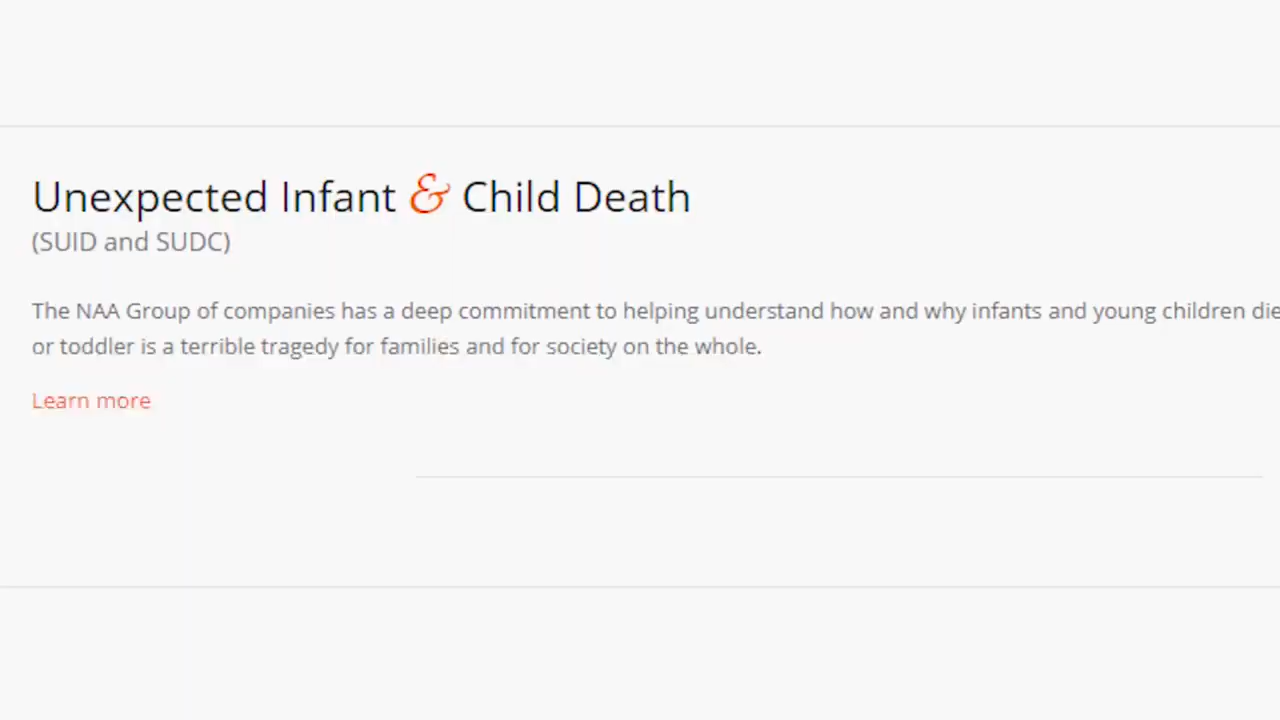 Unexpected Infant & Child Death
(SUID and SUDC)
The NAA Group of companies has a deep commitment to helping understand how and why infants and young children die
or toddler is a terrible tragedy for families and for society on the whole.
Learn more